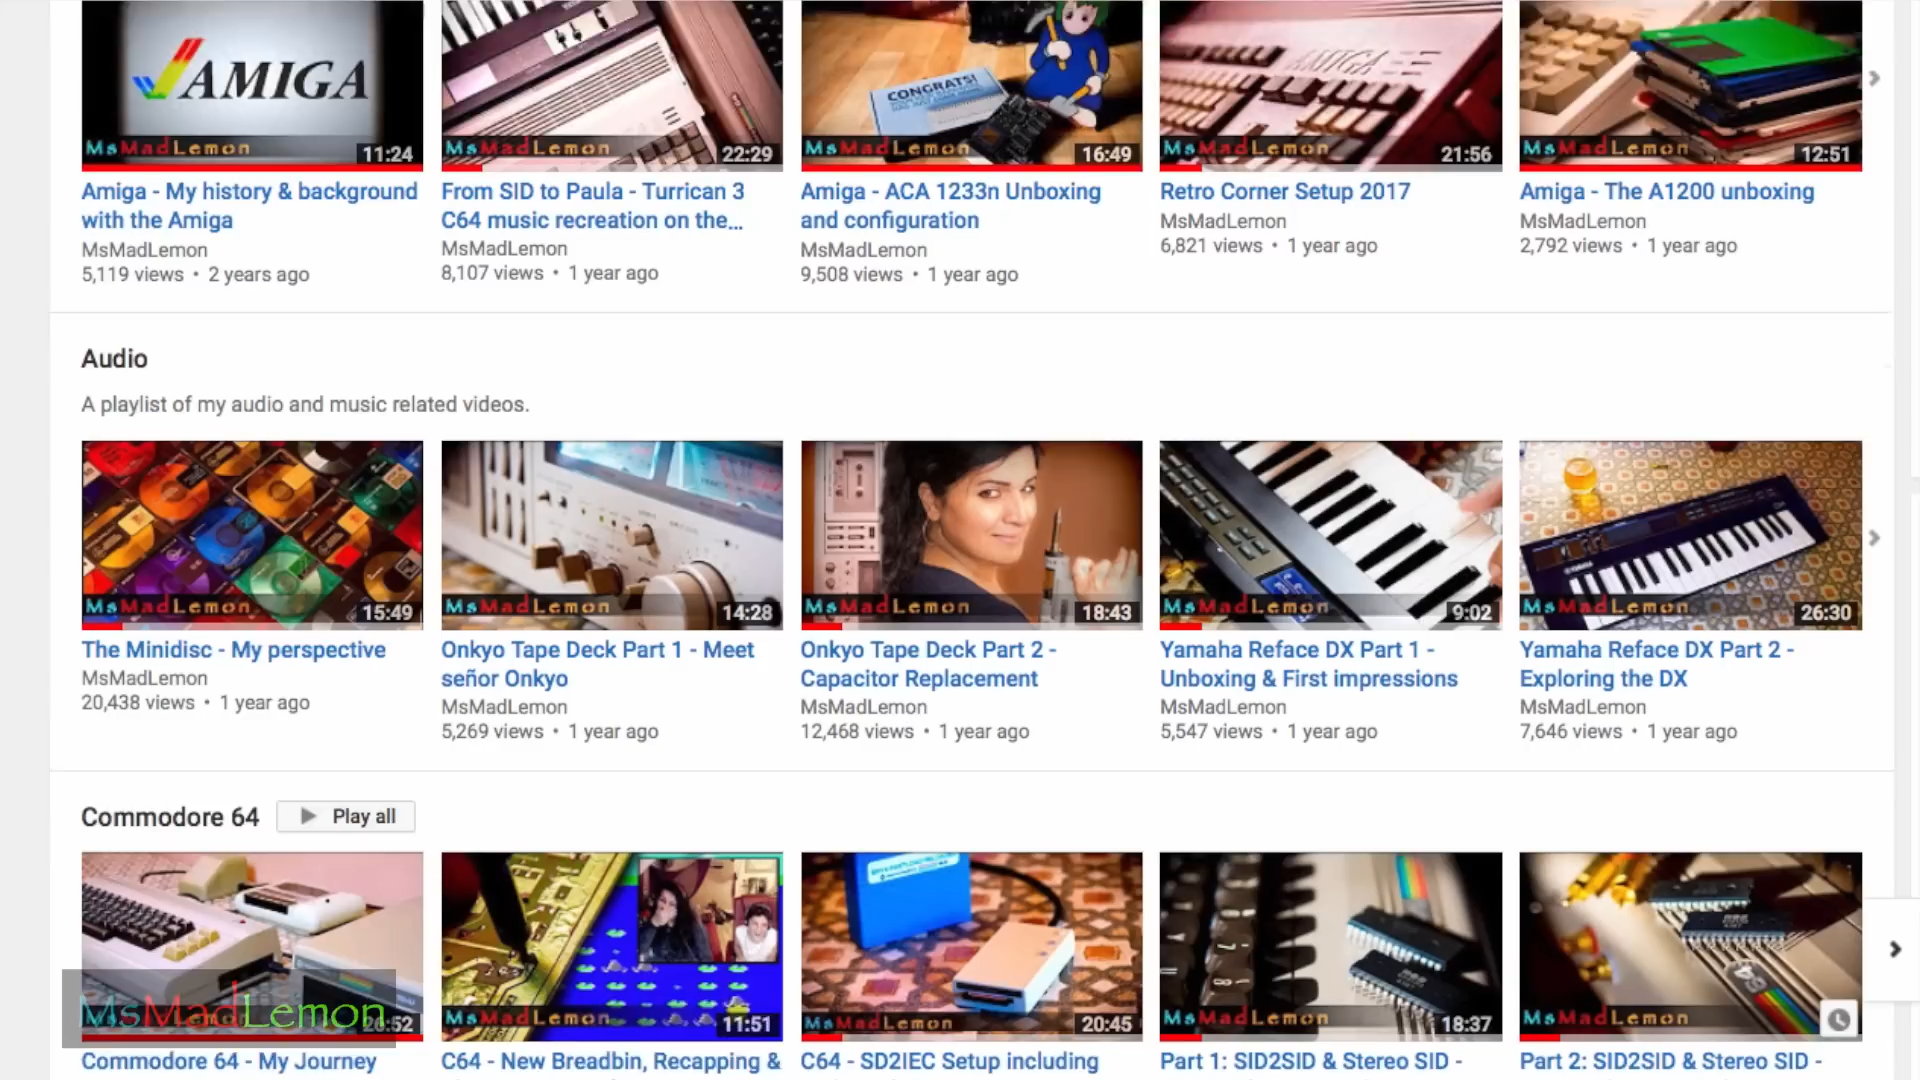 AMIGA
CONGRATS!
AMIGA
MsMadLemon
11:24
MsMadLemon
22:29
MsMadLemon
16:49
MsMadLemon
21:56
MsMadLemon
12:51
Amiga - My history & background
with the Amiga
MsMadLemon
5,119 views • 2 years ago
From SID to Paula - Turrican 3
C64 music recreation on the...
MsMadLemon
8,107 views • 1 year ago
Amiga - ACA 1233n Unboxing
and configuration
MsMadLemon
9,508 views • 1 year ago
Retro Corner Setup 2017
MsMadLemon
6,821 views • 1 year ago
Amiga - The A1200 unboxing
MsMadLemon
2,792 views • 1 year ago
Audio
A playlist of my audio and music related videos.
MsMadLemon
15:49
MsMadLemon
14:28
MsMadLemon
18:43
MsMadLemon
9:02
MsMadLemon
26:30
The Minidisc - My perspective
MsMadLemon
20,438 views • 1 year ago
Onkyo Tape Deck Part 1 - Meet
señor Onkyo
MsMadLemon
5,269 views • 1 year ago
Onkyo Tape Deck Part 2 -
Capacitor Replacement
MsMadLemon
12,468 views • 1 year ago
Yamaha Reface DX Part 1 -
Unboxing & First impressions
MsMadLemon
5,547 views • 1 year ago
Yamaha Reface DX Part 2 -
Exploring the DX
MsMadLemon
7,646 views • 1 year ago
Commodore 64
Play all
64
MsMadLemon
MsMadLemon
11:51
MsMadLemon
20:45
MsMadLemon
18:37
MsMadLemon
Commodore 64 - My Journey
C64 - New Breadbin, Recapping &
C64 - SD2IEC Setup including
Part 1: SID2SID & Stereo SID -
Part 2: SID2SID & Stereo SID -